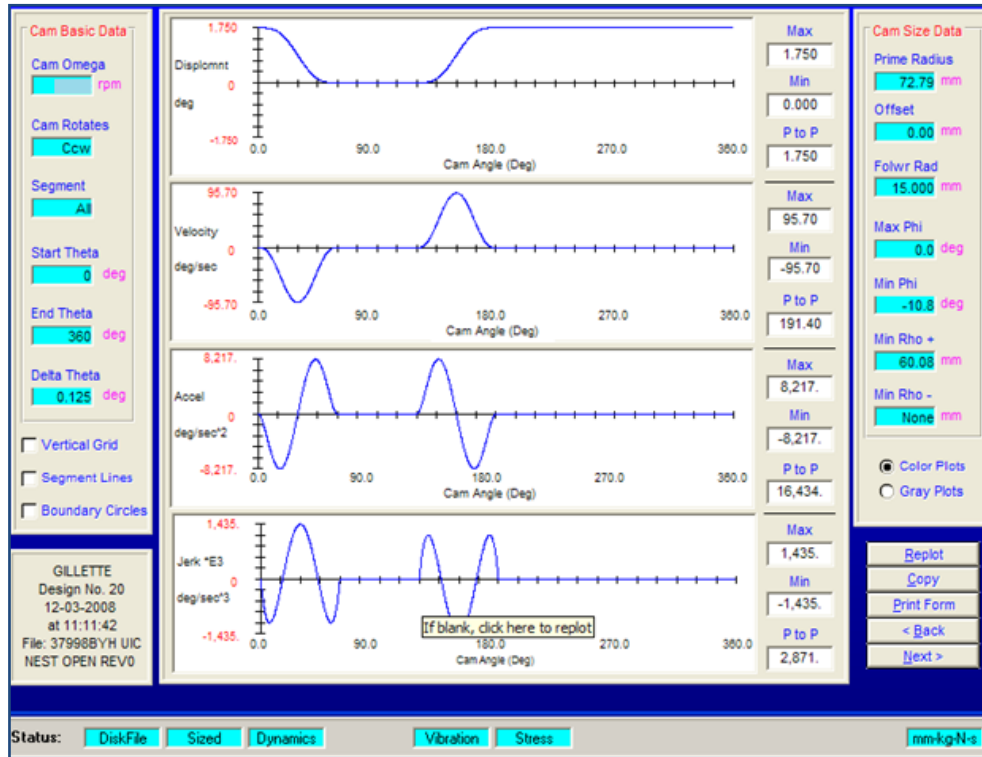 Cam Basic Data
Cam Omega
rpm
Cam Rotates
Ccw
Segment
All
Start Theta
0 deg
End Theta
360 deg
Delta Theta
0.125 deg
Vertical Grid
Segment Lines
Boundary Circles
GILLETTE
Design No. 20
12-03-2008
at 11:11:42
File: 37998BYH UIC
NEST OPEN REV0
1.750
Displomnt
0
deg
-1.750
0.0 90.0 180.0 270.0 360.0
Cam Angle (Deg)
Max
1.750
Min
0.000
P to P
1.750
95.70
Velocity
0
deg/sec
-95.70
0.0 90.0 180.0 270.0 360.0
Cam Angle (Deg)
Max
95.70
Min
-95.70
P to P
191.40
8,217.
Accel
0
deg/sec^2
-8,217.
0.0 90.0 180.0 270.0 360.0
Cam Angle (Deg)
Max
8,217.
Min
-8,217.
P to P
16,434.
1,435.
Jerk *E3
0
deg/sec^3
-1,435.
If blank, click here to replot
0.0 90.0 180.0 270.0 360.0
Cam Angle (Deg)
Max
1,435.
Min
-1,435.
P to P
2,871.
Cam Size Data
Prime Radius
72.79 mm
Offset
0.00 mm
Folwr Rad
15.000 mm
Max Phi
0.0 deg
Min Phi
-10.8 deg
Min Rho +
60.08 mm
Min Rho -
None mm
Color Plots
Gray Plots
Replot
Copy
Print Form
< Back
Next >
Status: DiskFile Sized Dynamics Vibration Stress mm-kg-N-s